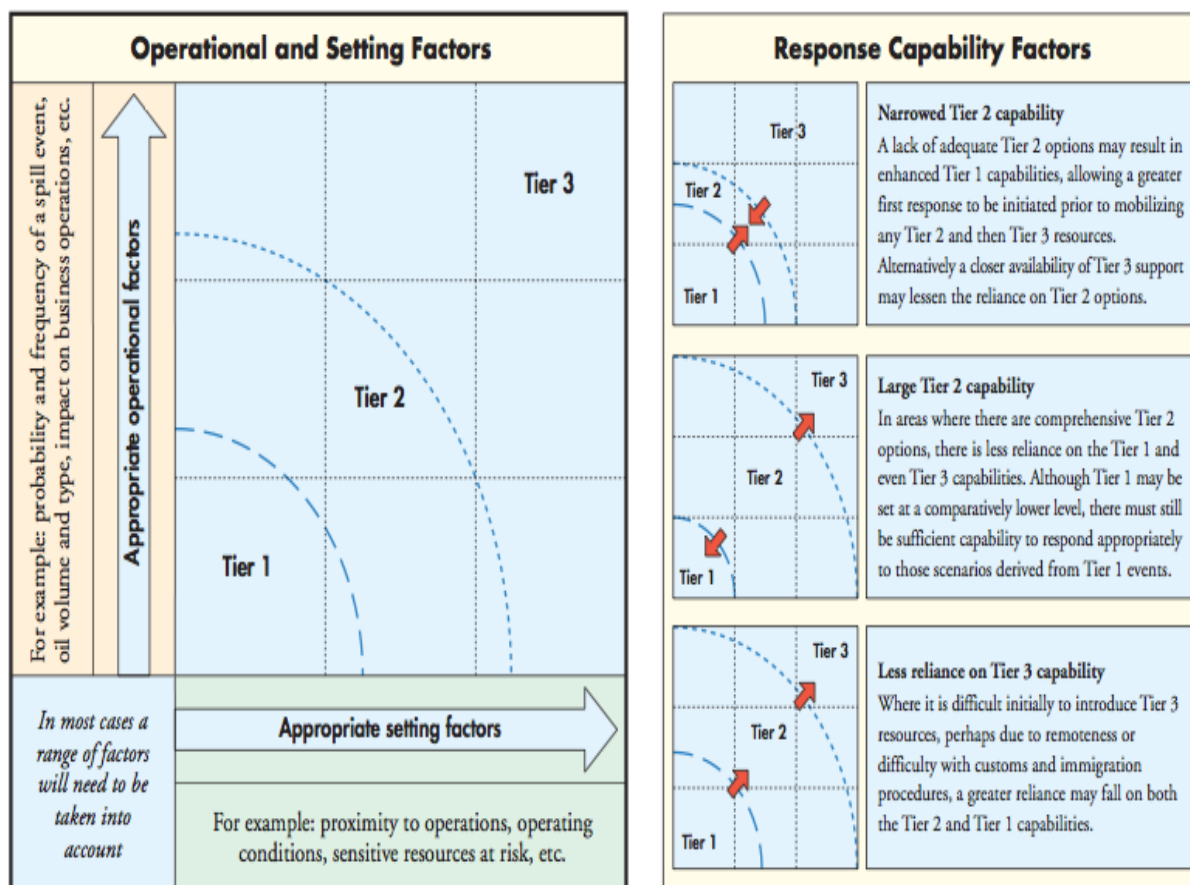 Operational and Setting Factors
For example: probability and frequency of a spill event,
oil volume and type, impact on business operations, etc.
Appropriate operational factors
Tier 3
Tier 2
Tier 1
In most cases a
range of factors
will need to be
taken into
account
Appropriate setting factors
For example: proximity to operations, operating
conditions, sensitive resources at risk, etc.
Response Capability Factors
Tier 3
Tier 2
Tier 1
Narrowed Tier 2 capability
A lack of adequate Tier 2 options may result in
enhanced Tier 1 capabilities, allowing a greater
first response to be initiated prior to mobilizing
any Tier 2 and then Tier 3 resources.
Alternatively a closer availability of Tier 3 support
may lessen the reliance on Tier 2 options.
Tier 3
Tier 2
Tier 1
Large Tier 2 capability
In areas where there are comprehensive Tier 2
options, there is less reliance on the Tier 1 and
even Tier 3 capabilities. Although Tier 1 may be
set at a comparatively lower level, there must still
be sufficient capability to respond appropriately
to those scenarios derived from Tier 1 events.
Tier 3
Tier 2
Tier 1
Less reliance on Tier 3 capability
Where it is difficult initially to introduce Tier 3
resources, perhaps due to remoteness or
difficulty with customs and immigration
procedures, a greater reliance may fall on both
the Tier 2 and Tier 1 capabilities.